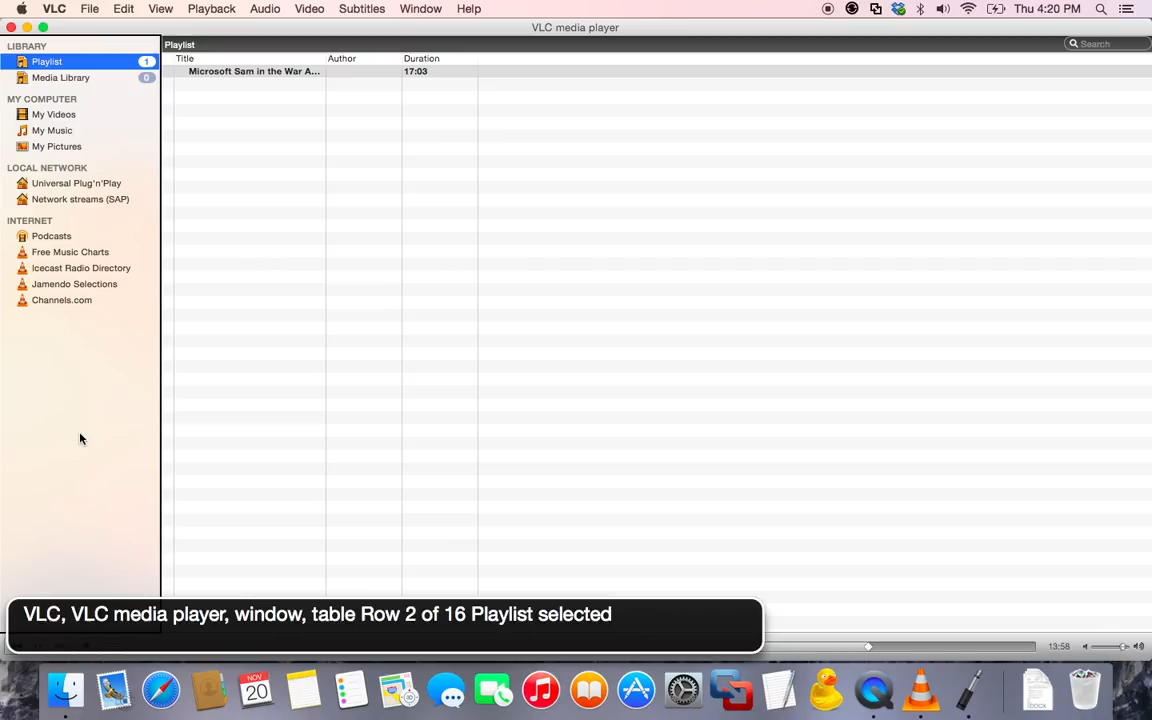 VLC File Edit View Playback Audio Video Subtitles Window Help Thu 4:20 PM
VLC media player
LIBRARY
Playlist 1
Media Library 0
MY COMPUTER
My Videos
My Music
My Pictures
LOCAL NETWORK
Universal Plug'n'Play
Network streams (SAP)
INTERNET
Podcasts
Free Music Charts
Icecast Radio Directory
Jamendo Selections
Channels.com
Playlist Search
Title Author Duration
Microsoft Sam in the War A... 17:03
VLC, VLC media player, window, table Row 2 of 16 Playlist selected
13:58
NOV
20
DOCX